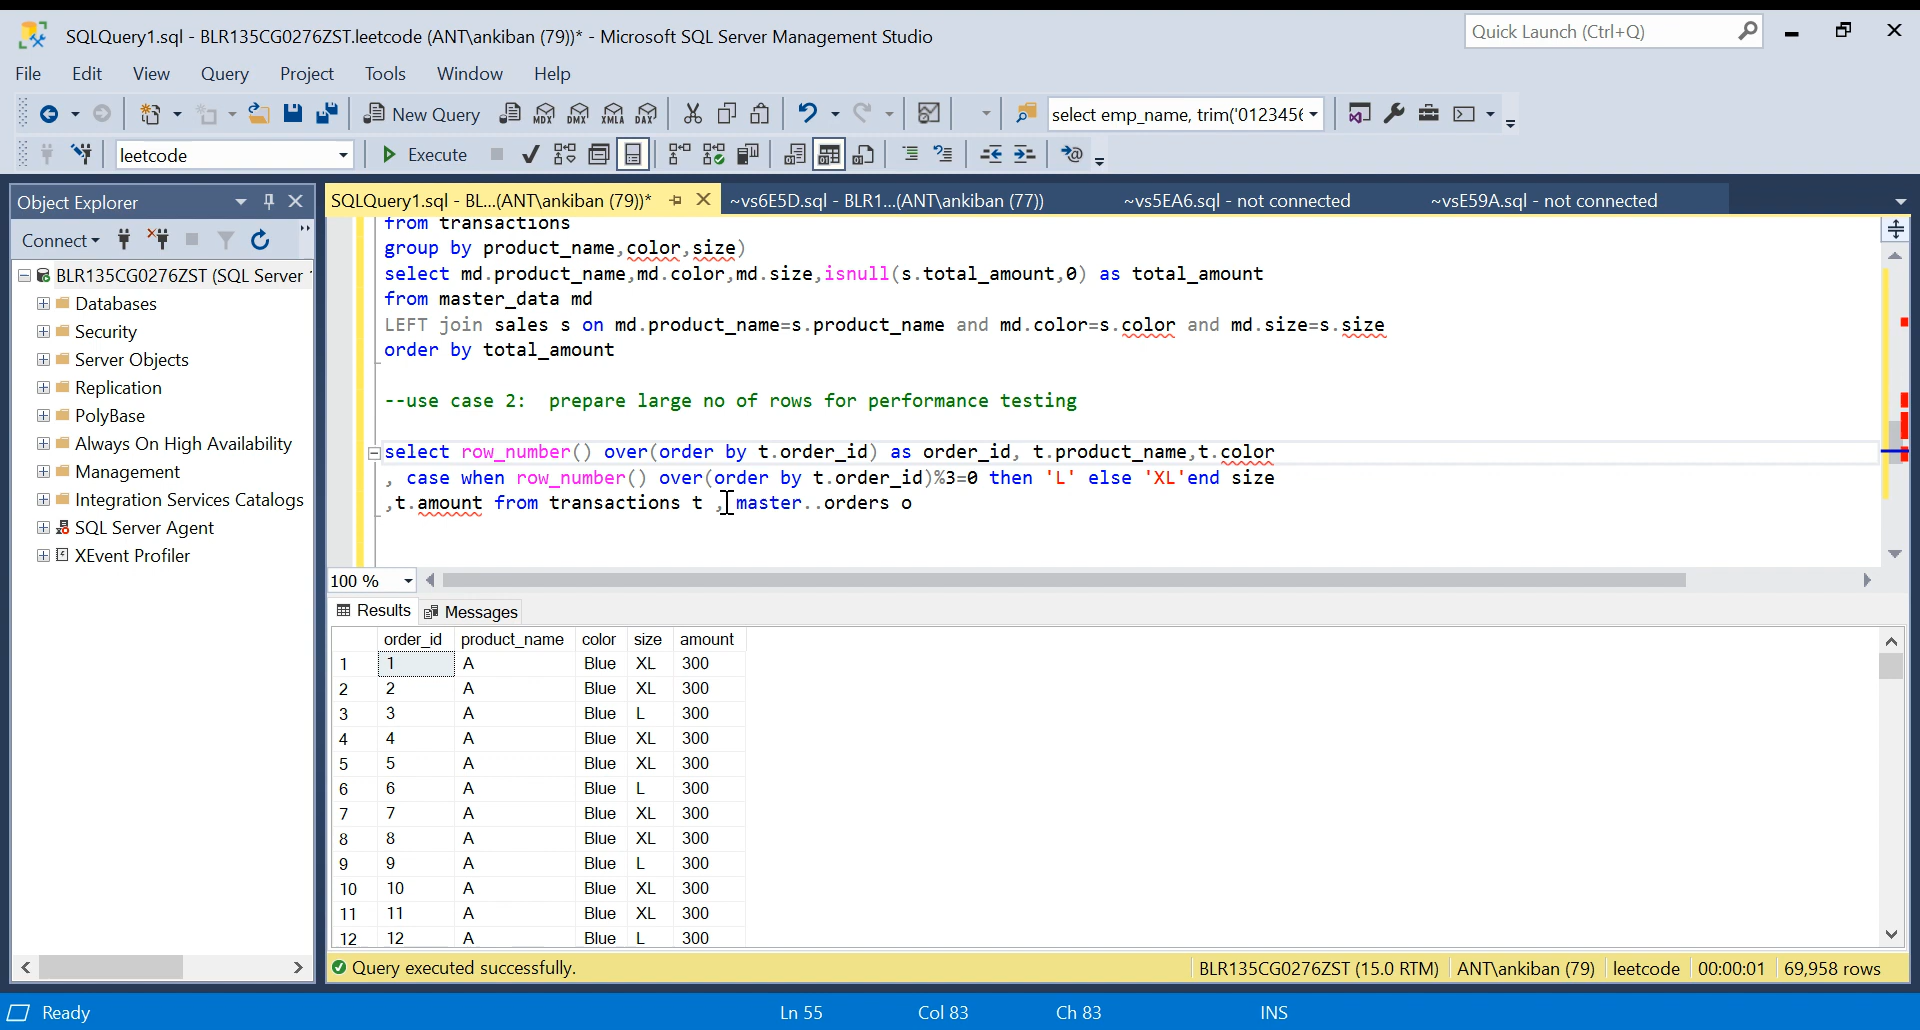 SQLQuery1.sql - BLR135CG0276ZST.leetcode (ANT\ankiban (79))* - Microsoft SQL Server Management Studio
Quick Launch (Ctrl+Q)
File Edit View Query Project Tools Window Help
New Query MDX DMX XMLA DAX select emp_name, trim('0123456
leetcode Execute
Object Explorer
SQLQuery1.sql - BL...(ANT\ankiban (79))* ~vs6E5D.sql - BLR1...(ANT\ankiban (77)) ~vs5EA6.sql - not connected ~vsE59A.sql - not connected
Connect
BLR135CG0276ZST (SQL Server
Databases
Security
Server Objects
Replication
PolyBase
Always On High Availability
Management
Integration Services Catalogs
SQL Server Agent
XEvent Profiler
from transactions
group by product_name,color,size)
select md.product_name,md.color,md.size,isnull(s.total_amount,0) as total_amount
from master_data md
LEFT join sales s on md.product_name=s.product_name and md.color=s.color and md.size=s.size
order by total_amount
--use case 2: prepare large no of rows for performance testing
select row_number() over(order by t.order_id) as order_id, t.product_name,t.color
, case when row_number() over(order by t.order_id)%3=0 then 'L' else 'XL'end size
,t.amount from transactions t , master..orders o
100 %
Results Messages
order_id product_name color size amount
1 1 A Blue XL 300
2 2 A Blue XL 300
3 3 A Blue L 300
4 4 A Blue XL 300
5 5 A Blue XL 300
6 6 A Blue L 300
7 7 A Blue XL 300
8 8 A Blue XL 300
9 9 A Blue L 300
10 10 A Blue XL 300
11 11 A Blue XL 300
12 12 A Blue L 300
Query executed successfully. BLR135CG0276ZST (15.0 RTM) ANT\ankiban (79) leetcode 00:00:01 69,958 rows
Ready Ln 55 Col 83 Ch 83 INS